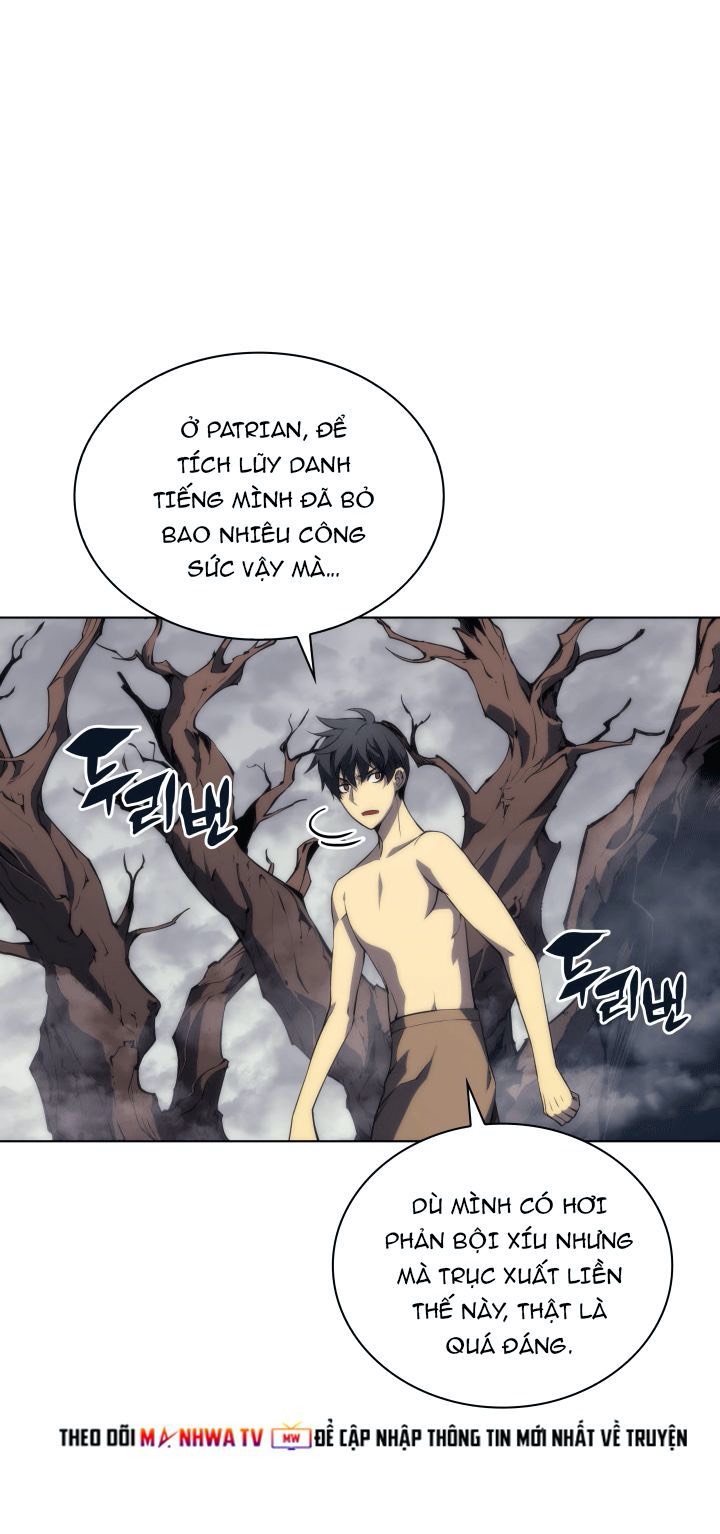 Ở PATRIAN, ĐỂ
TÍCH LŨY DANH
TIẾNG MÌNH ĐÃ BỎ
BAO NHIÊU CÔNG
SỨC VẬY MÀ...
두리번
두리번
DÙ MÌNH CÓ HƠI
PHẢN BỘI XÍU NHƯNG
MÀ TRỤC XUẤT LIỀN
THẾ NÀY, THẬT LÀ
QUÁ ĐÁNG.
THEO DÕI MANHWA TV MW ĐỂ CẬP NHẬP THÔNG TIN MỚI NHẤT VỀ TRUYỆN